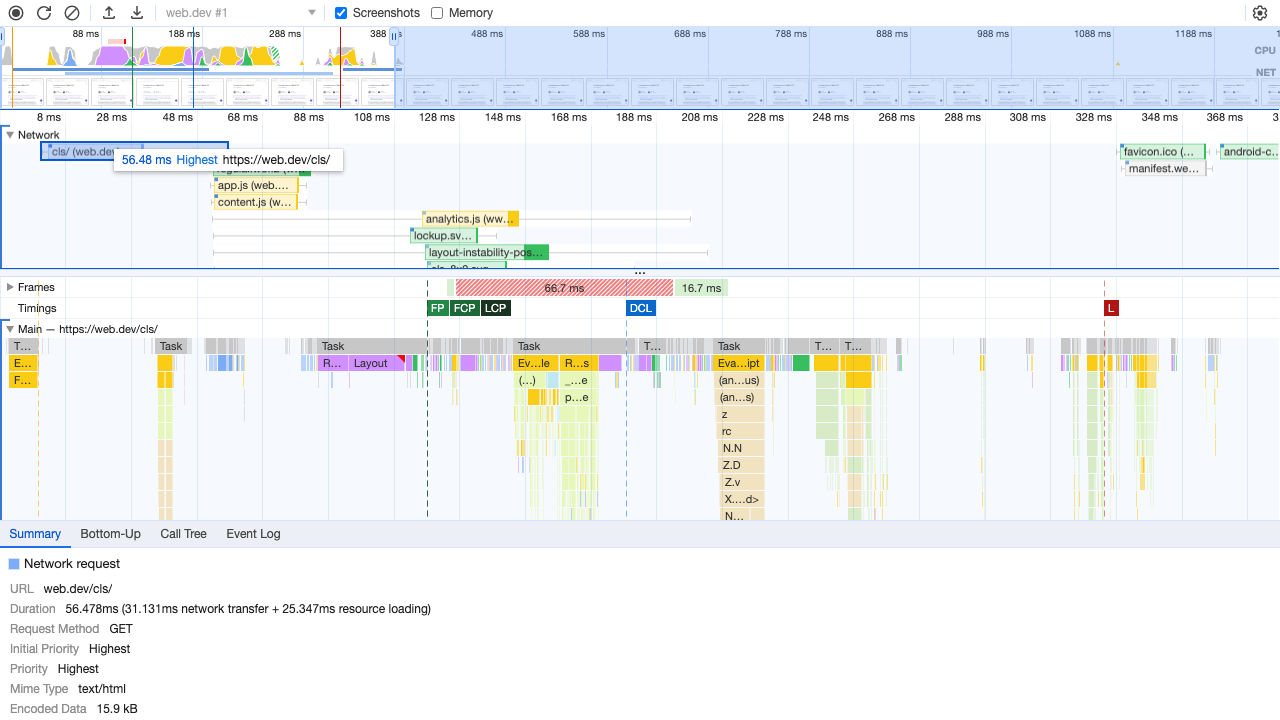 web.dev #1 Screenshots Memory
88 ms 188 ms 288 ms 388 488 ms 588 ms 688 ms 788 ms 888 ms 988 ms 1088 ms 1188 ms
CPU
NET
8 ms 28 ms 48 ms 68 ms 88 ms 108 ms 128 ms 148 ms 168 ms 188 ms 208 ms 228 ms 248 ms 268 ms 288 ms 308 ms 328 ms 348 ms 368 ms 3
Network
cls/ (web.dev favicon.ico (… android-c…
56.48 ms Highest https://web.dev/cls/
manifest.we…
app.js (web.…
content.js (w…
analytics.js (ww…
lockup.sv…
layout-instability-pos…
Frames 66.7 ms 16.7 ms
Timings FP FCP LCP DCL L
Main — https://web.dev/cls/
T… Task Task Task T… Task T… T…
E… R… Layout Ev…le R…s Eva…ipt
F… (…) _…e (an…us)
p…e (an…s)
z
rc
N.N
Z.D
Z.v
X.…d>
N…
Summary Bottom-Up Call Tree Event Log
Network request
URL web.dev/cls/
Duration 56.478ms (31.131ms network transfer + 25.347ms resource loading)
Request Method GET
Initial Priority Highest
Priority Highest
Mime Type text/html
Encoded Data 15.9 kB